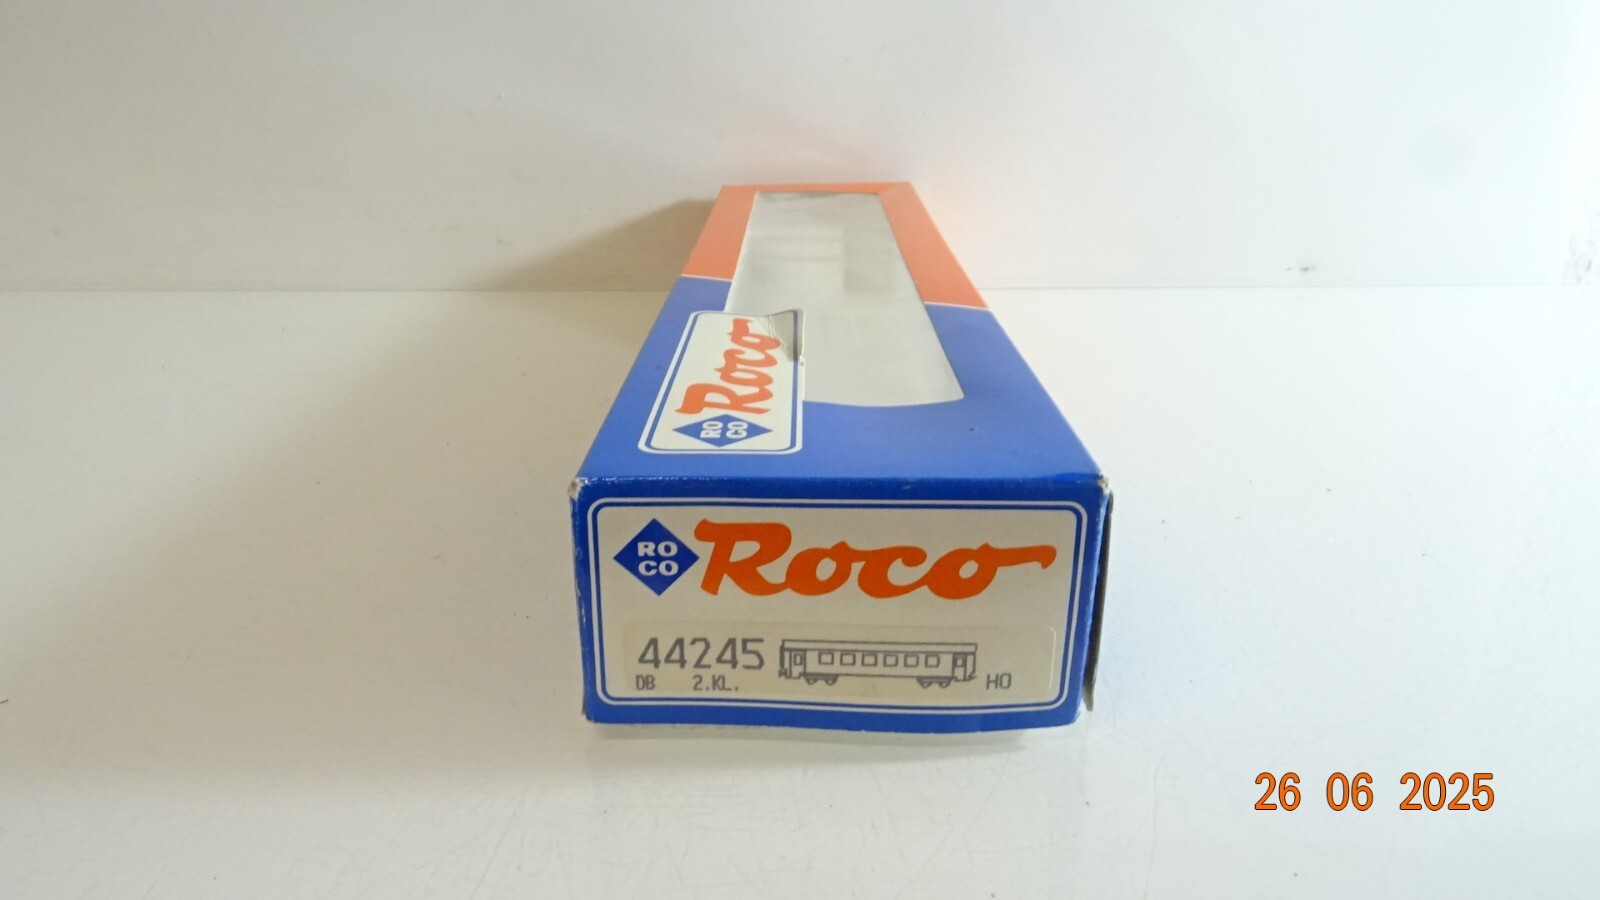 Roco
RO
CO
RO
CO
Roco
44245
DB 2.KL.
HO
26 06 2025